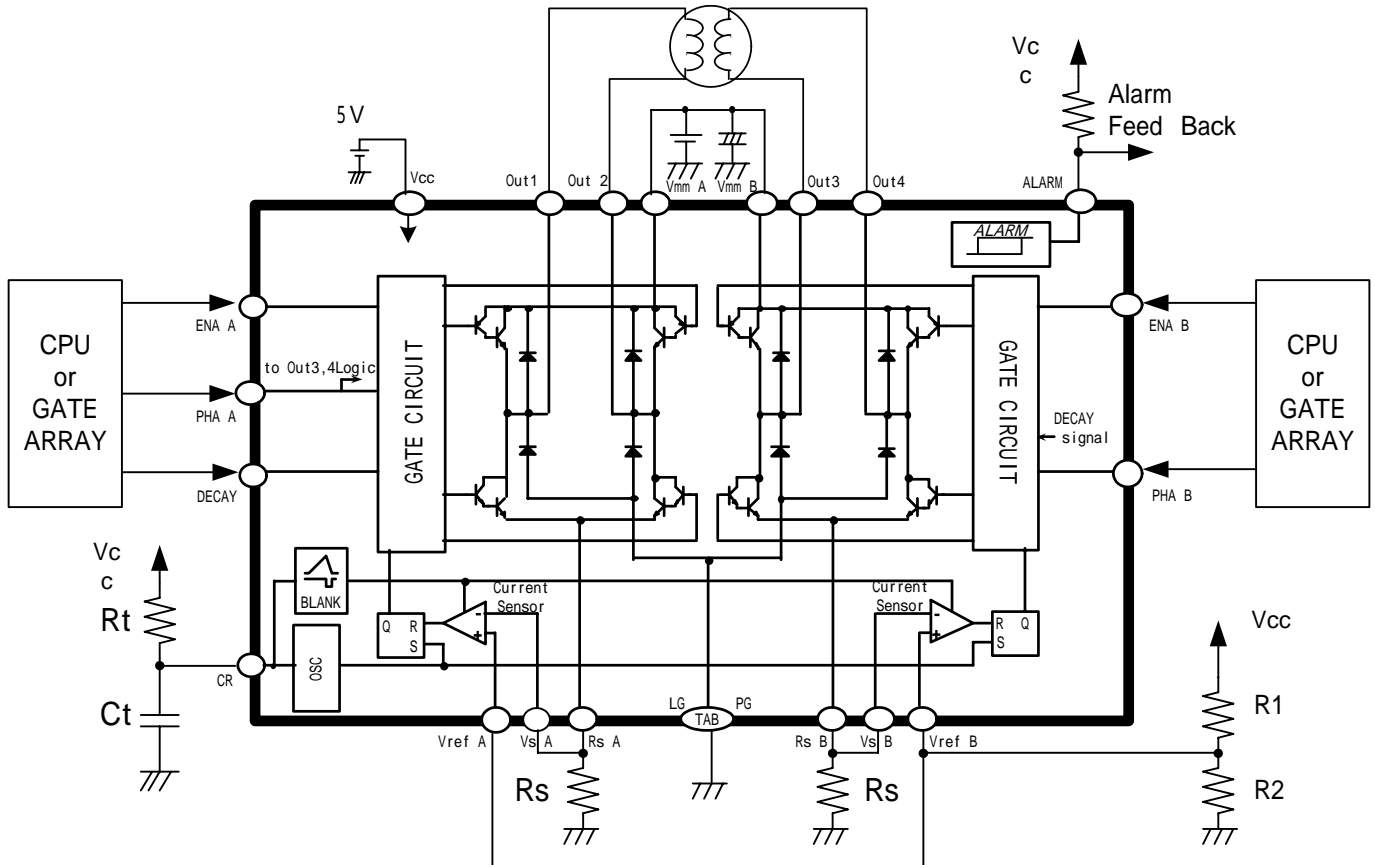 Vc
c
Alarm
Feed Back
5V
Vcc
Out1
Out 2
Vmm A
Vmm B
Out3
Out4
ALARM
ALARM
CPU
or
GATE
ARRAY
ENA A
to Out3,4Logic
PHA A
DECAY
GATE CIRCUIT
GATE CIRCUIT
DECAY
signal
ENA B
PHA B
CPU
or
GATE
ARRAY
Vc
c
Rt
BLANK
Q
R
S
-
+
Current
Sensor
Current
Sensor
-
+
R
Q
S
CR
OSC
Ct
LG
TAB
PG
Vref A
Vs A
Rs A
Rs B
Vs B
Vref B
Rs
Rs
Vcc
R1
R2